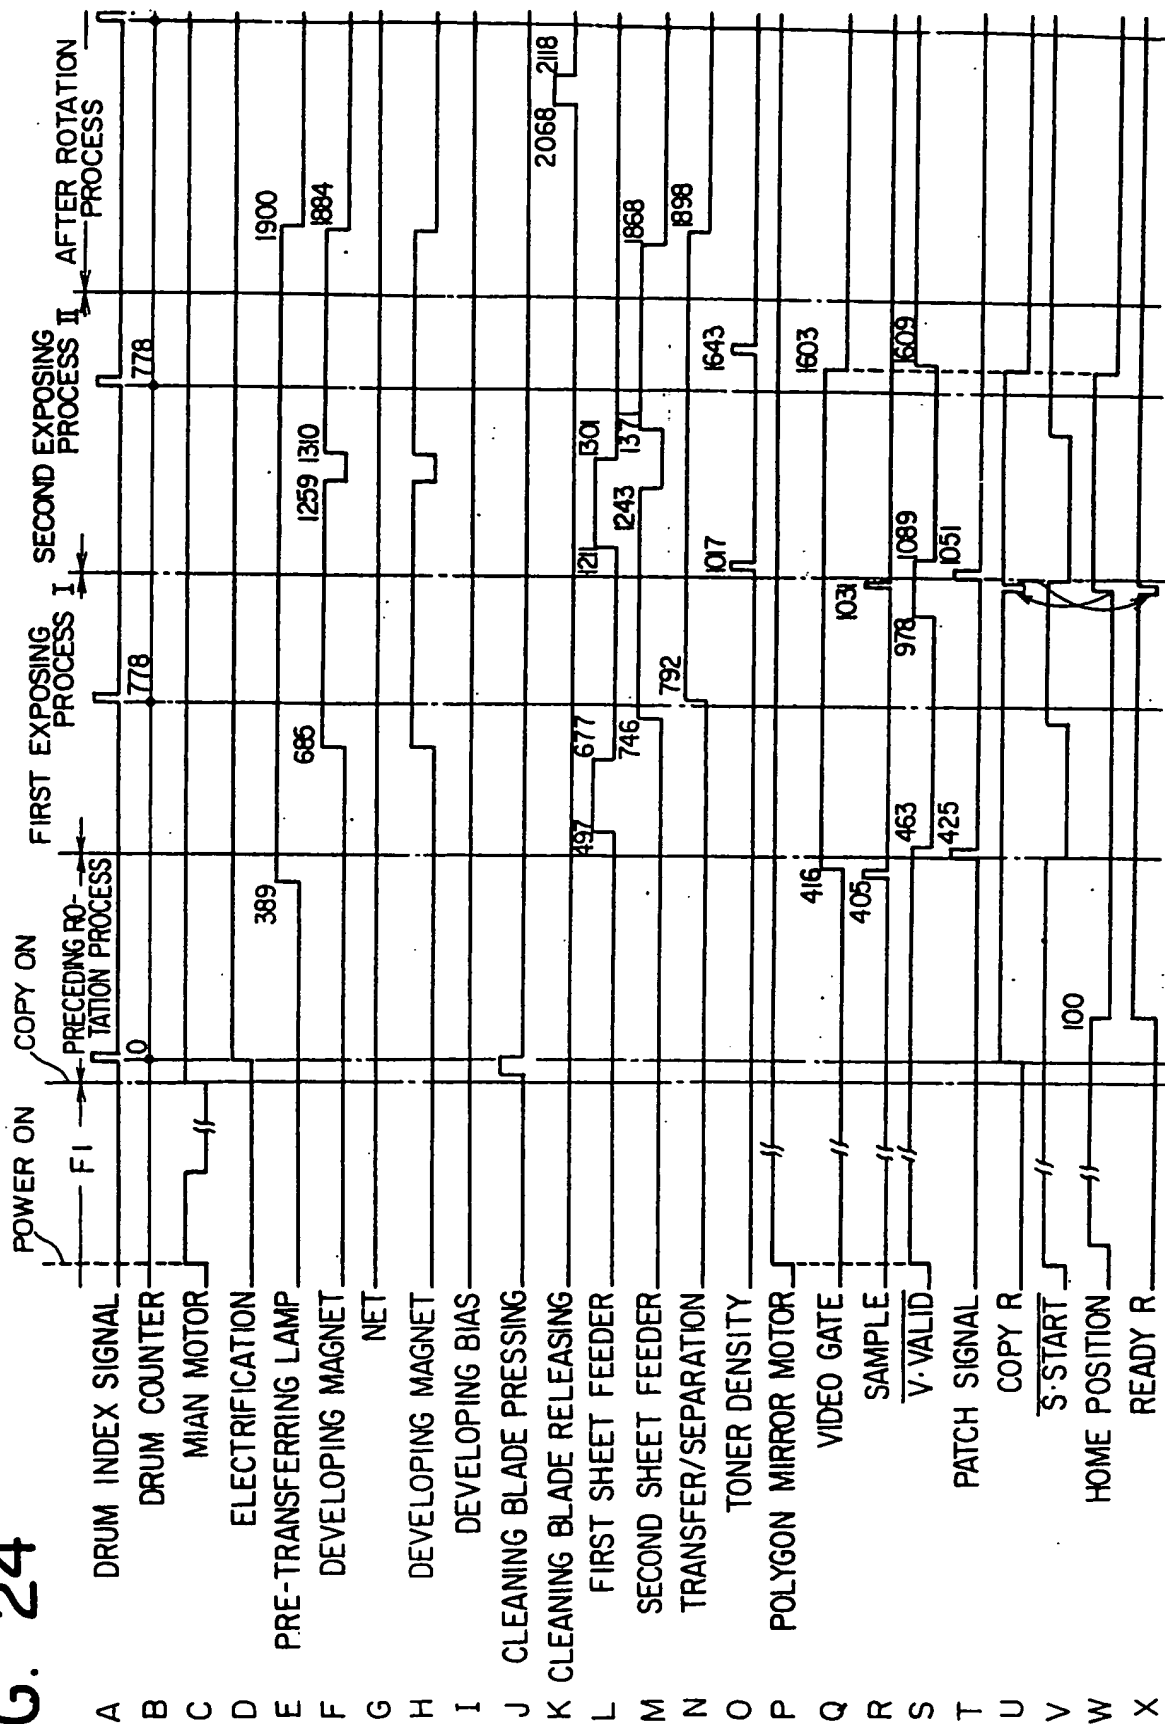 G. 24
POWER ON
COPY ON
F1
PRECEDING RO-
TATION PROCESS
FIRST EXPOSING
PROCESS I
SECOND EXPOSING
PROCESS II
AFTER ROTATION
PROCESS
A DRUM INDEX SIGNAL
B DRUM COUNTER 0 778 778
C MIAN MOTOR
D ELECTRIFICATION
E PRE-TRANSFERRING LAMP 389 1900
F DEVELOPING MAGNET 685 1259 1310 1884
G NET
H DEVELOPING MAGNET
I DEVELOPING BIAS
J CLEANING BLADE PRESSING
K CLEANING BLADE RELEASING 2068 2118
L FIRST SHEET FEEDER 497 677 1211 1301
M SECOND SHEET FEEDER 746 1243 1371 1868
N TRANSFER/SEPARATION 792 1898
O TONER DENSITY 1017 1643
P POLYGON MIRROR MOTOR
Q VIDEO GATE 416 1603
R SAMPLE 405 1031
S V·VALID 463 978 1089 1609
T PATCH SIGNAL 425 1051
U COPY R
V S·START
W HOME POSITION 100
X READY R